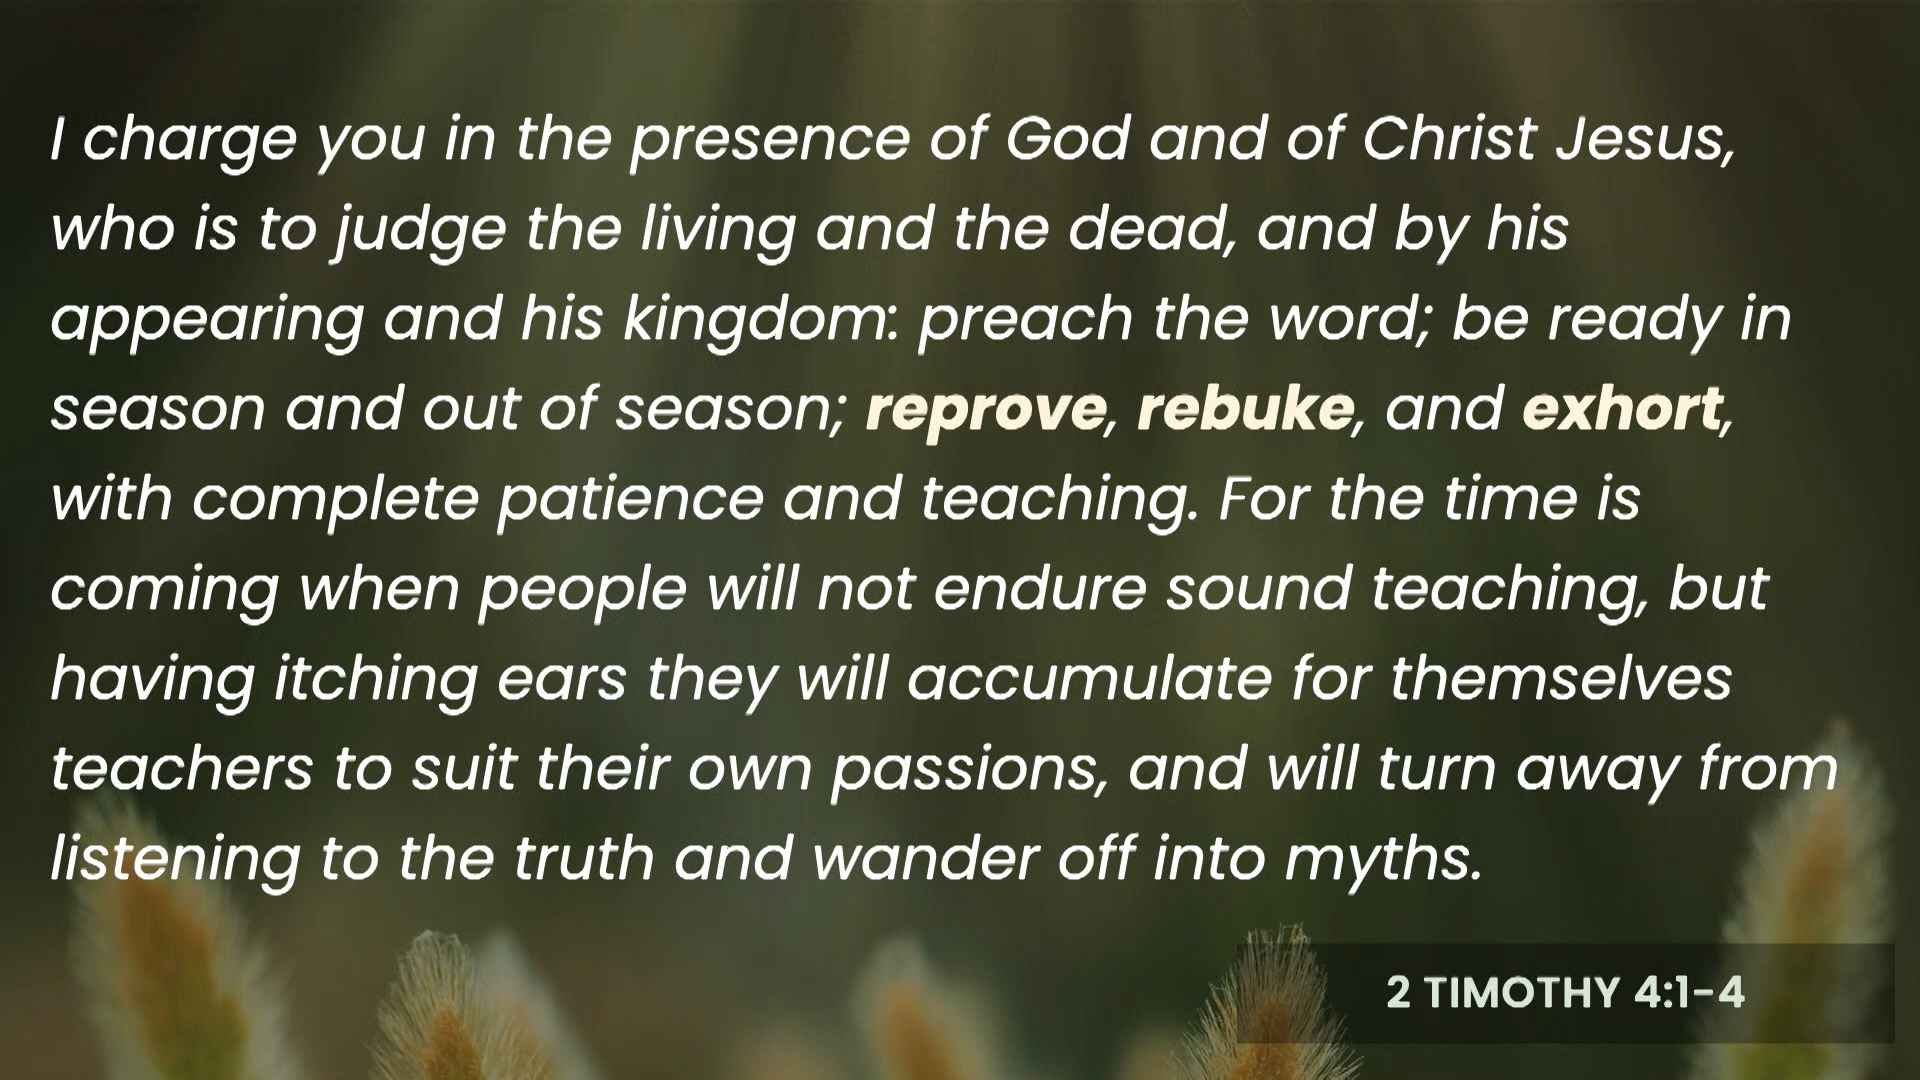 I charge you in the presence of God and of Christ Jesus,
who is to judge the living and the dead, and by his
appearing and his kingdom: preach the word; be ready in
season and out of season; reprove, rebuke, and exhort,
with complete patience and teaching. For the time is
coming when people will not endure sound teaching, but
having itching ears they will accumulate for themselves
teachers to suit their own passions, and will turn away from
listening to the truth and wander off into myths.
2 TIMOTHY 4:1-4